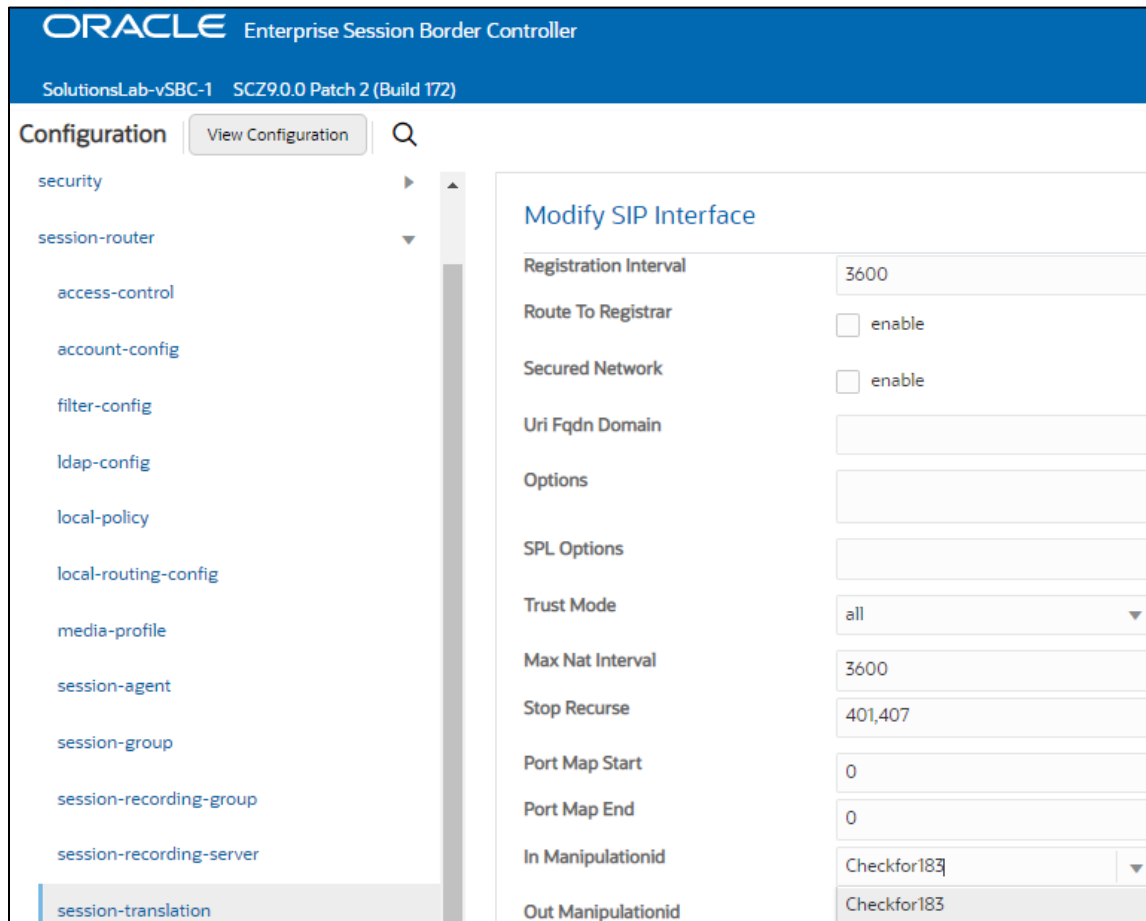 ORACLE Enterprise Session Border Controller
SolutionsLab-vSBC-1 SCZ9.0.0 Patch 2 (Build 172)
Configuration View Configuration
security
session-router
access-control
account-config
filter-config
ldap-config
local-policy
local-routing-config
media-profile
session-agent
session-group
session-recording-group
session-recording-server
session-translation
Modify SIP Interface
Registration Interval 3600
Route To Registrar enable
Secured Network enable
Uri Fqdn Domain
Options
SPL Options
Trust Mode all
Max Nat Interval 3600
Stop Recurse 401,407
Port Map Start 0
Port Map End 0
In Manipulationid Checkfor183
Out Manipulationid Checkfor183